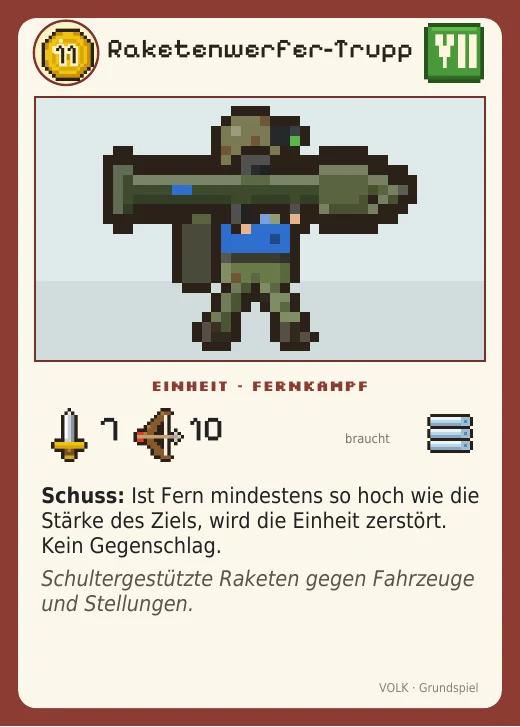 11 Raketenwerfer-Trupp VII
EINHEIT - FERNKAMPF
7 10 braucht
Schuss: Ist Fern mindestens so hoch wie die
Stärke des Ziels, wird die Einheit zerstört.
Kein Gegenschlag.
Schultergestützte Raketen gegen Fahrzeuge
und Stellungen.
VOLK · Grundspiel